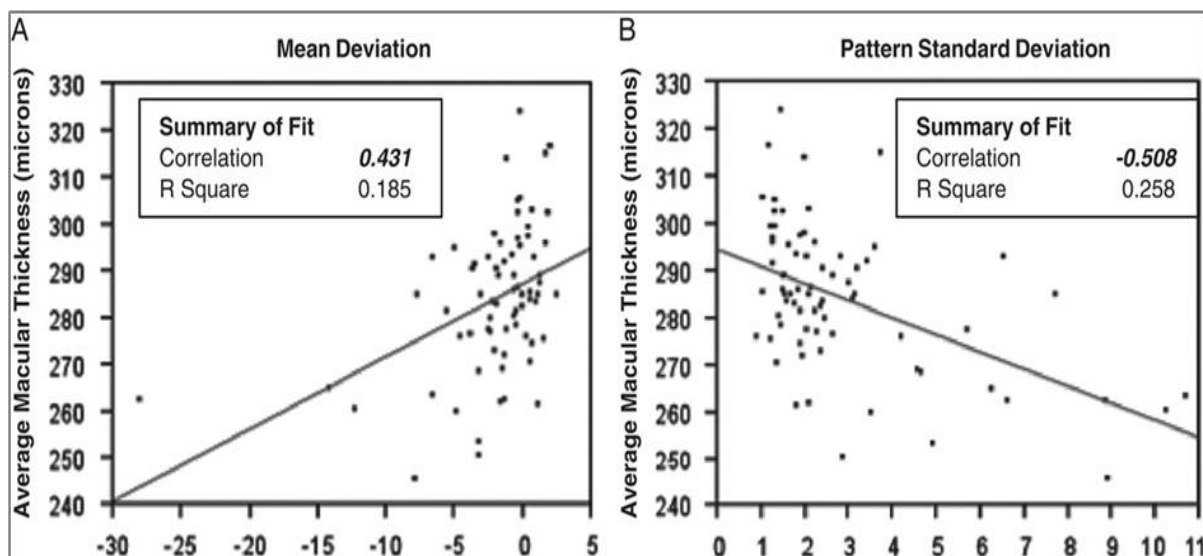 A
Mean Deviation
Average Macular Thickness (microns)
330
320
310
300
290
280
270
260
250
240
Summary of Fit
Correlation 0.431
R Square 0.185
-30 -25 -20 -15 -10 -5 0 5
B
Pattern Standard Deviation
Average Macular Thickness (microns)
330
320
310
300
290
280
270
260
250
240
Summary of Fit
Correlation -0.508
R Square 0.258
0 1 2 3 4 5 6 7 8 9 10 11